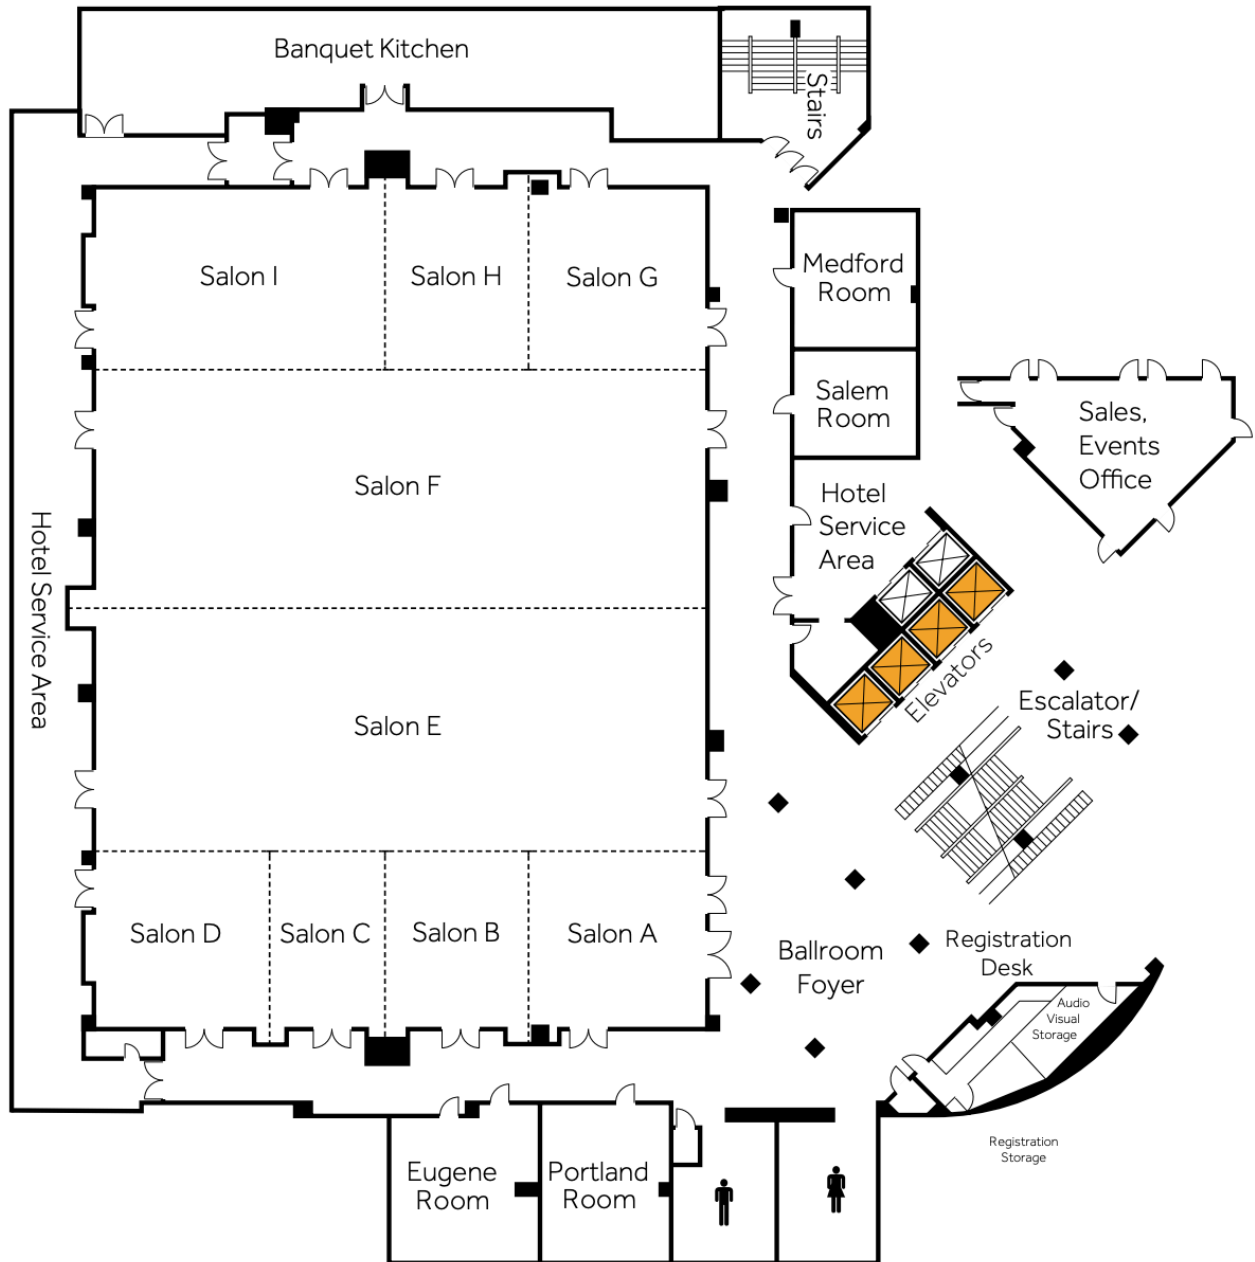 Banquet Kitchen
Stairs
Salon I
Salon H
Salon G
Medford
Room
Salem
Room
Sales,
Events
Office
Salon F
Hotel
Service
Area
Hotel Service Area
Elevators
Escalator/
Stairs
Salon E
Salon D
Salon C
Salon B
Salon A
Ballroom
Foyer
Registration
Desk
Audio
Visual
Storage
Registration
Storage
Eugene
Room
Portland
Room